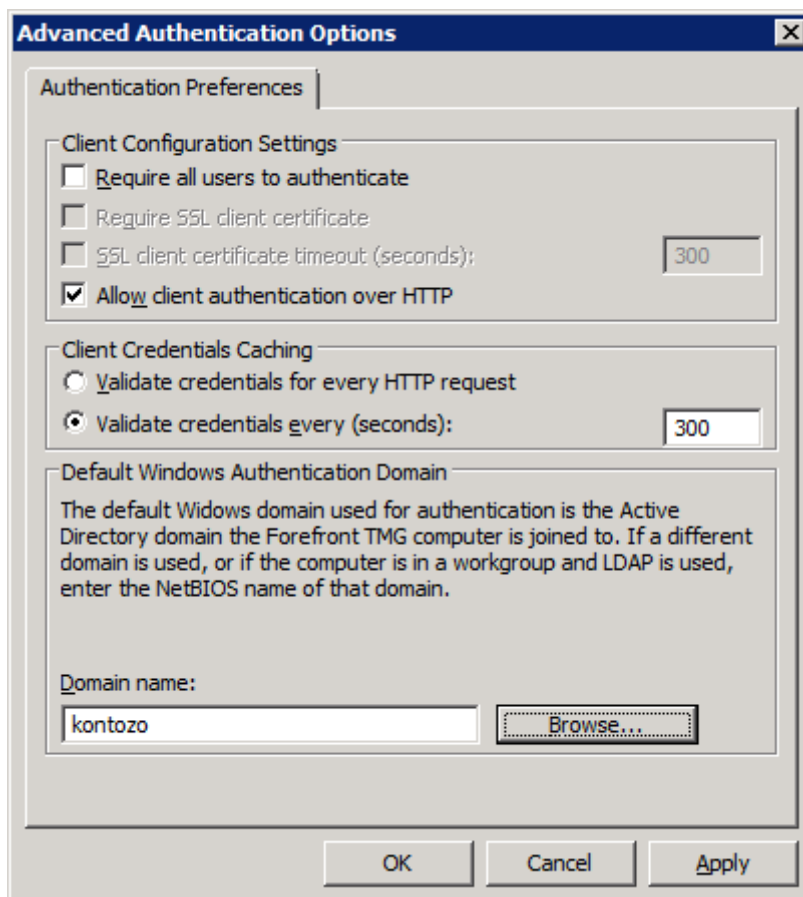 Advanced Authentication Options
Authentication Preferences
Client Configuration Settings
Require all users to authenticate
Require SSL client certificate
SSL client certificate timeout (seconds): 300
Allow client authentication over HTTP
Client Credentials Caching
Validate credentials for every HTTP request
Validate credentials every (seconds): 300
Default Windows Authentication Domain
The default Widows domain used for authentication is the Active
Directory domain the Forefront TMG computer is joined to. If a different
domain is used, or if the computer is in a workgroup and LDAP is used,
enter the NetBIOS name of that domain.
Domain name:
kontozo Browse...
OK Cancel Apply